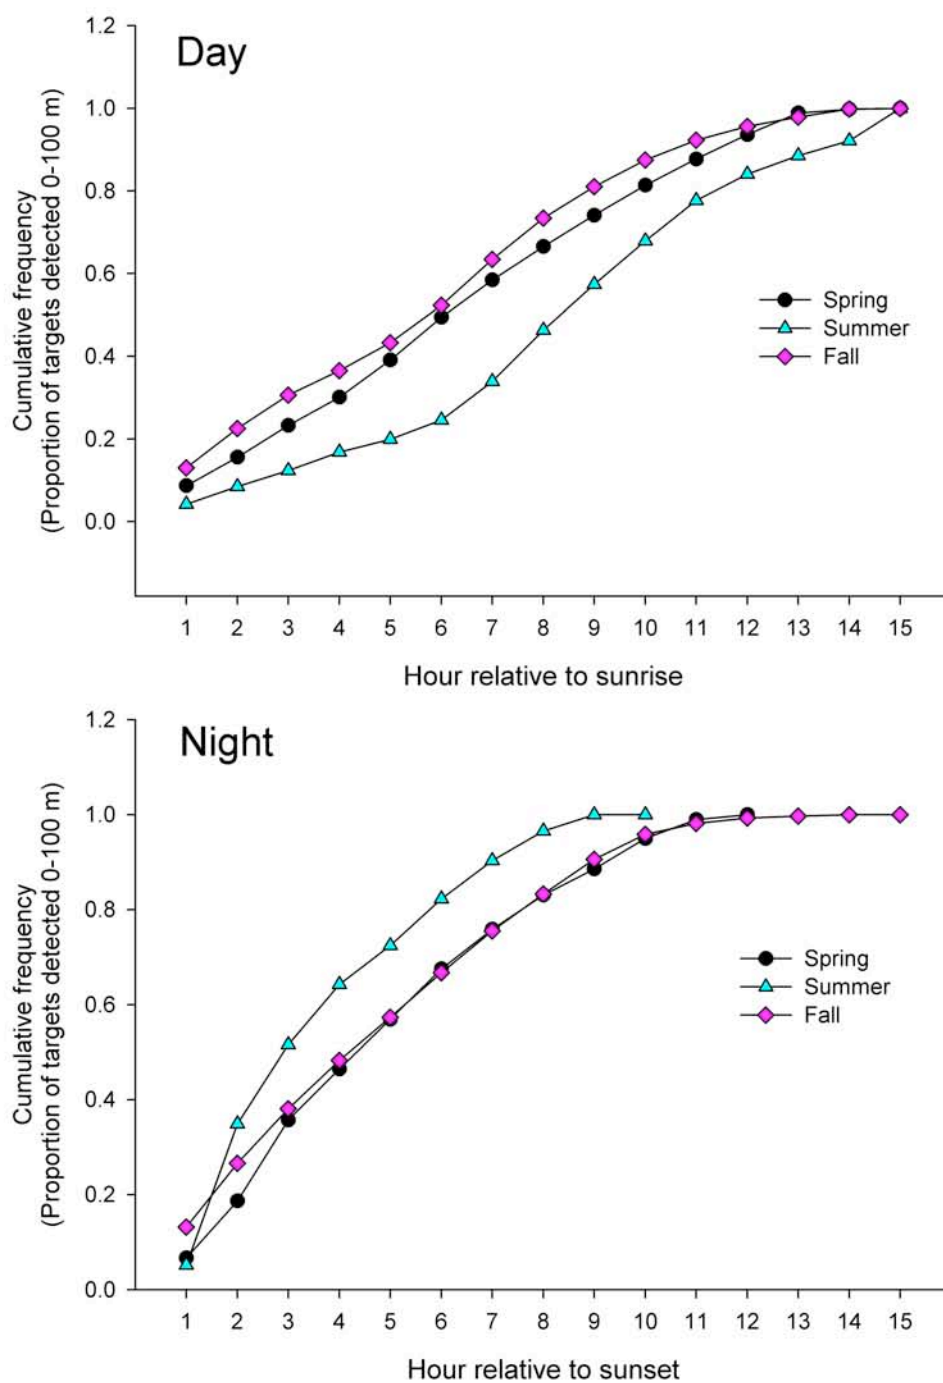 Day
Cumulative frequency
(Proportion of targets detected 0-100 m)
1.2
1.0
0.8
0.6
0.4
0.2
0.0
Spring
Summer
Fall
1 2 3 4 5 6 7 8 9 10 11 12 13 14 15
Hour relative to sunrise
Night
Cumulative frequency
(Proportion of targets detected 0-100 m)
1.2
1.0
0.8
0.6
0.4
0.2
0.0
Spring
Summer
Fall
1 2 3 4 5 6 7 8 9 10 11 12 13 14 15
Hour relative to sunset